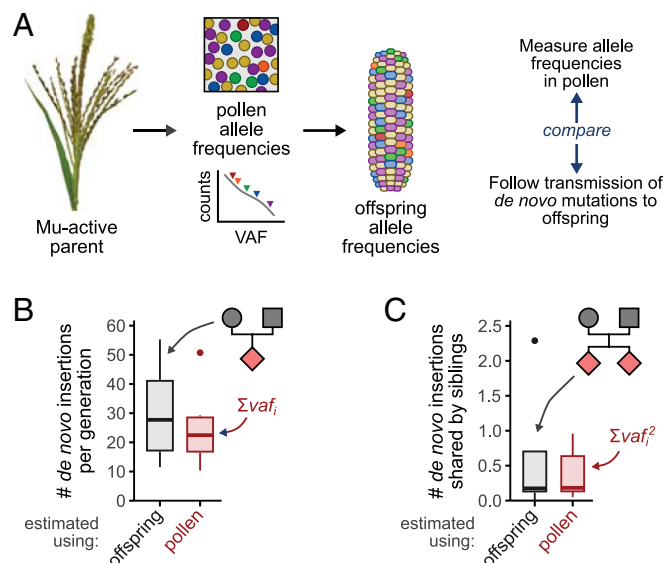 A
Mu-active
parent
pollen
allele
frequencies
counts
VAF
offspring
allele
frequencies
Measure allele
frequencies
in pollen
compare
Follow transmission of
de novo mutations to
offspring
B
# de novo insertions
per generation
60
50
40
30
20
10
0
Σvafᵢ
estimated
using:
offspring
pollen
C
# de novo insertions
shared by siblings
2.5
2.0
1.5
1.0
0.5
0.0
Σvafᵢ²
estimated
using:
offspring
pollen